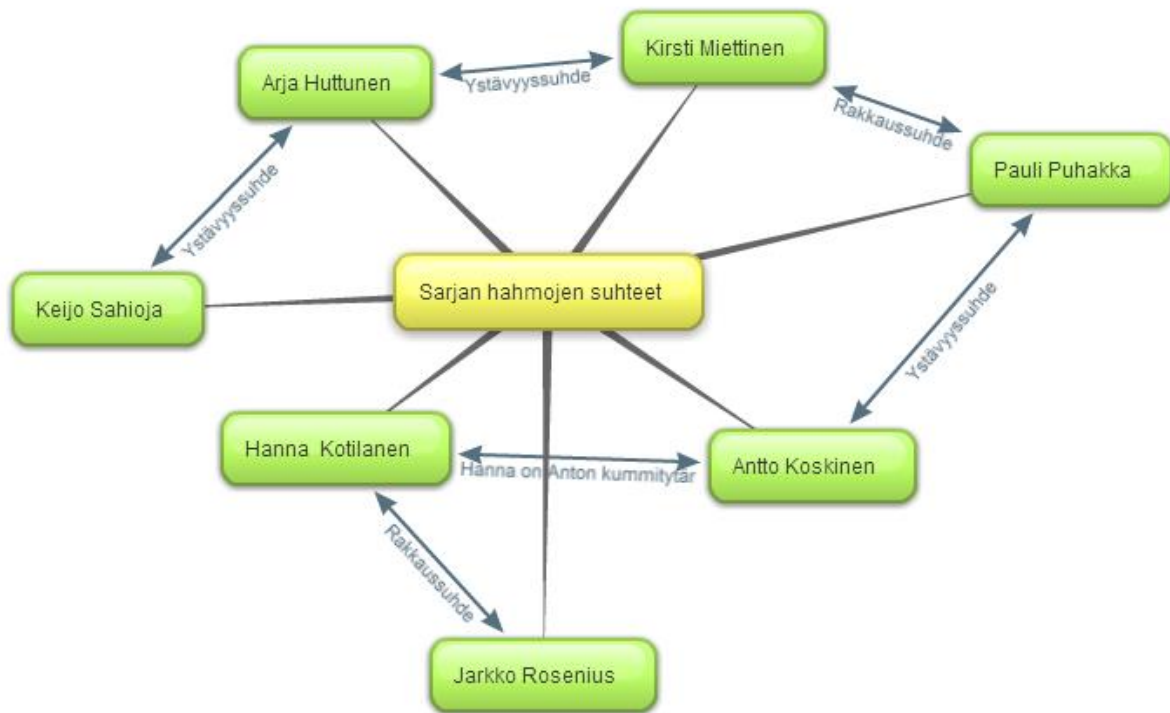 Kirsti Miettinen
Arja Huttunen
Ystävyyssuhde
Rakkaussuhde
Pauli Puhakka
Ystävyyssuhde
Sarjan hahmojen suhteet
Keijo Sahioja
Ystävyyssuhde
Hanna Kotilanen
Hanna on Anton kummitytär
Antto Koskinen
Rakkaussuhde
Jarkko Rosenius